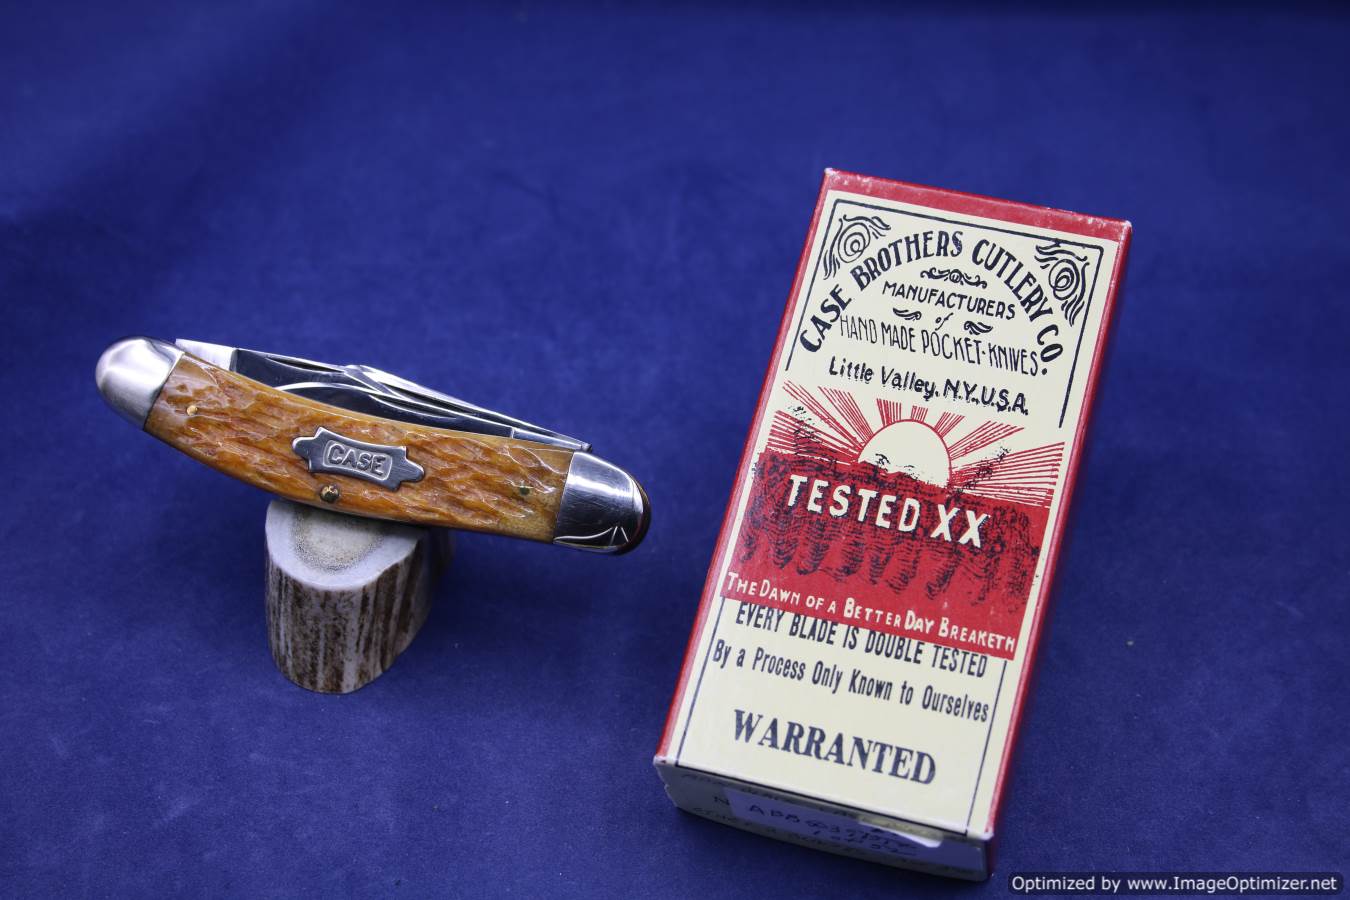 CASE
CASE BROTHERS CUTLERY CO.
MANUFACTURERS
of
HAND MADE POCKET-KNIVES.
Little Valley, N.Y., U.S.A.
TESTED XX
THE DAWN OF A BETTER DAY BREAKETH
EVERY BLADE IS DOUBLE TESTED
By a Process Only Known to Ourselves
WARRANTED
Optimized by www.ImageOptimizer.net